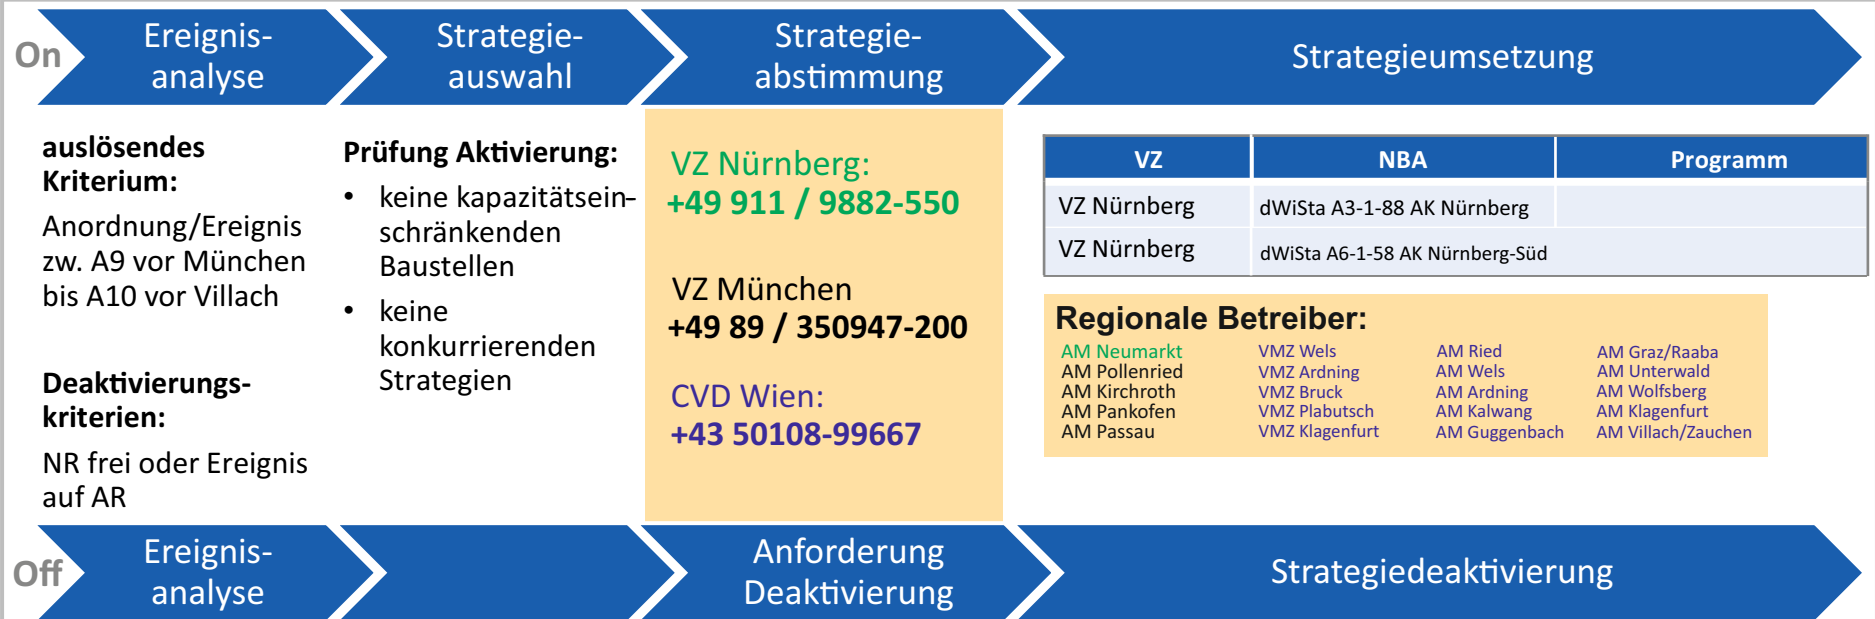 On
Ereignis-
analyse
Strategie-
auswahl
Strategie-
abstimmung
Strategieumsetzung
auslösendes
Kriterium:
Anordnung/Ereignis
zw. A9 vor München
bis A10 vor Villach
Deaktivierungs-
kriterien:
NR frei oder Ereignis
auf AR
Prüfung Aktivierung:
• keine kapazitätsein-
schränkenden
Baustellen
• keine
konkurrierenden
Strategien
VZ Nürnberg:
+49 911 / 9882-550
VZ München
+49 89 / 350947-200
CVD Wien:
+43 50108-99667
VZ NBA Programm
VZ Nürnberg dWiSta A3-1-88 AK Nürnberg
VZ Nürnberg dWiSta A6-1-58 AK Nürnberg-Süd
Regionale Betreiber:
AM Neumarkt VMZ Wels AM Ried AM Graz/Raaba
AM Pollenried VMZ Ardning AM Wels AM Unterwald
AM Kirchroth VMZ Bruck AM Ardning AM Wolfsberg
AM Pankofen VMZ Plabutsch AM Kalwang AM Klagenfurt
AM Passau VMZ Klagenfurt AM Guggenbach AM Villach/Zauchen
Off
Ereignis-
analyse
Anforderung
Deaktivierung
Strategiedeaktivierung